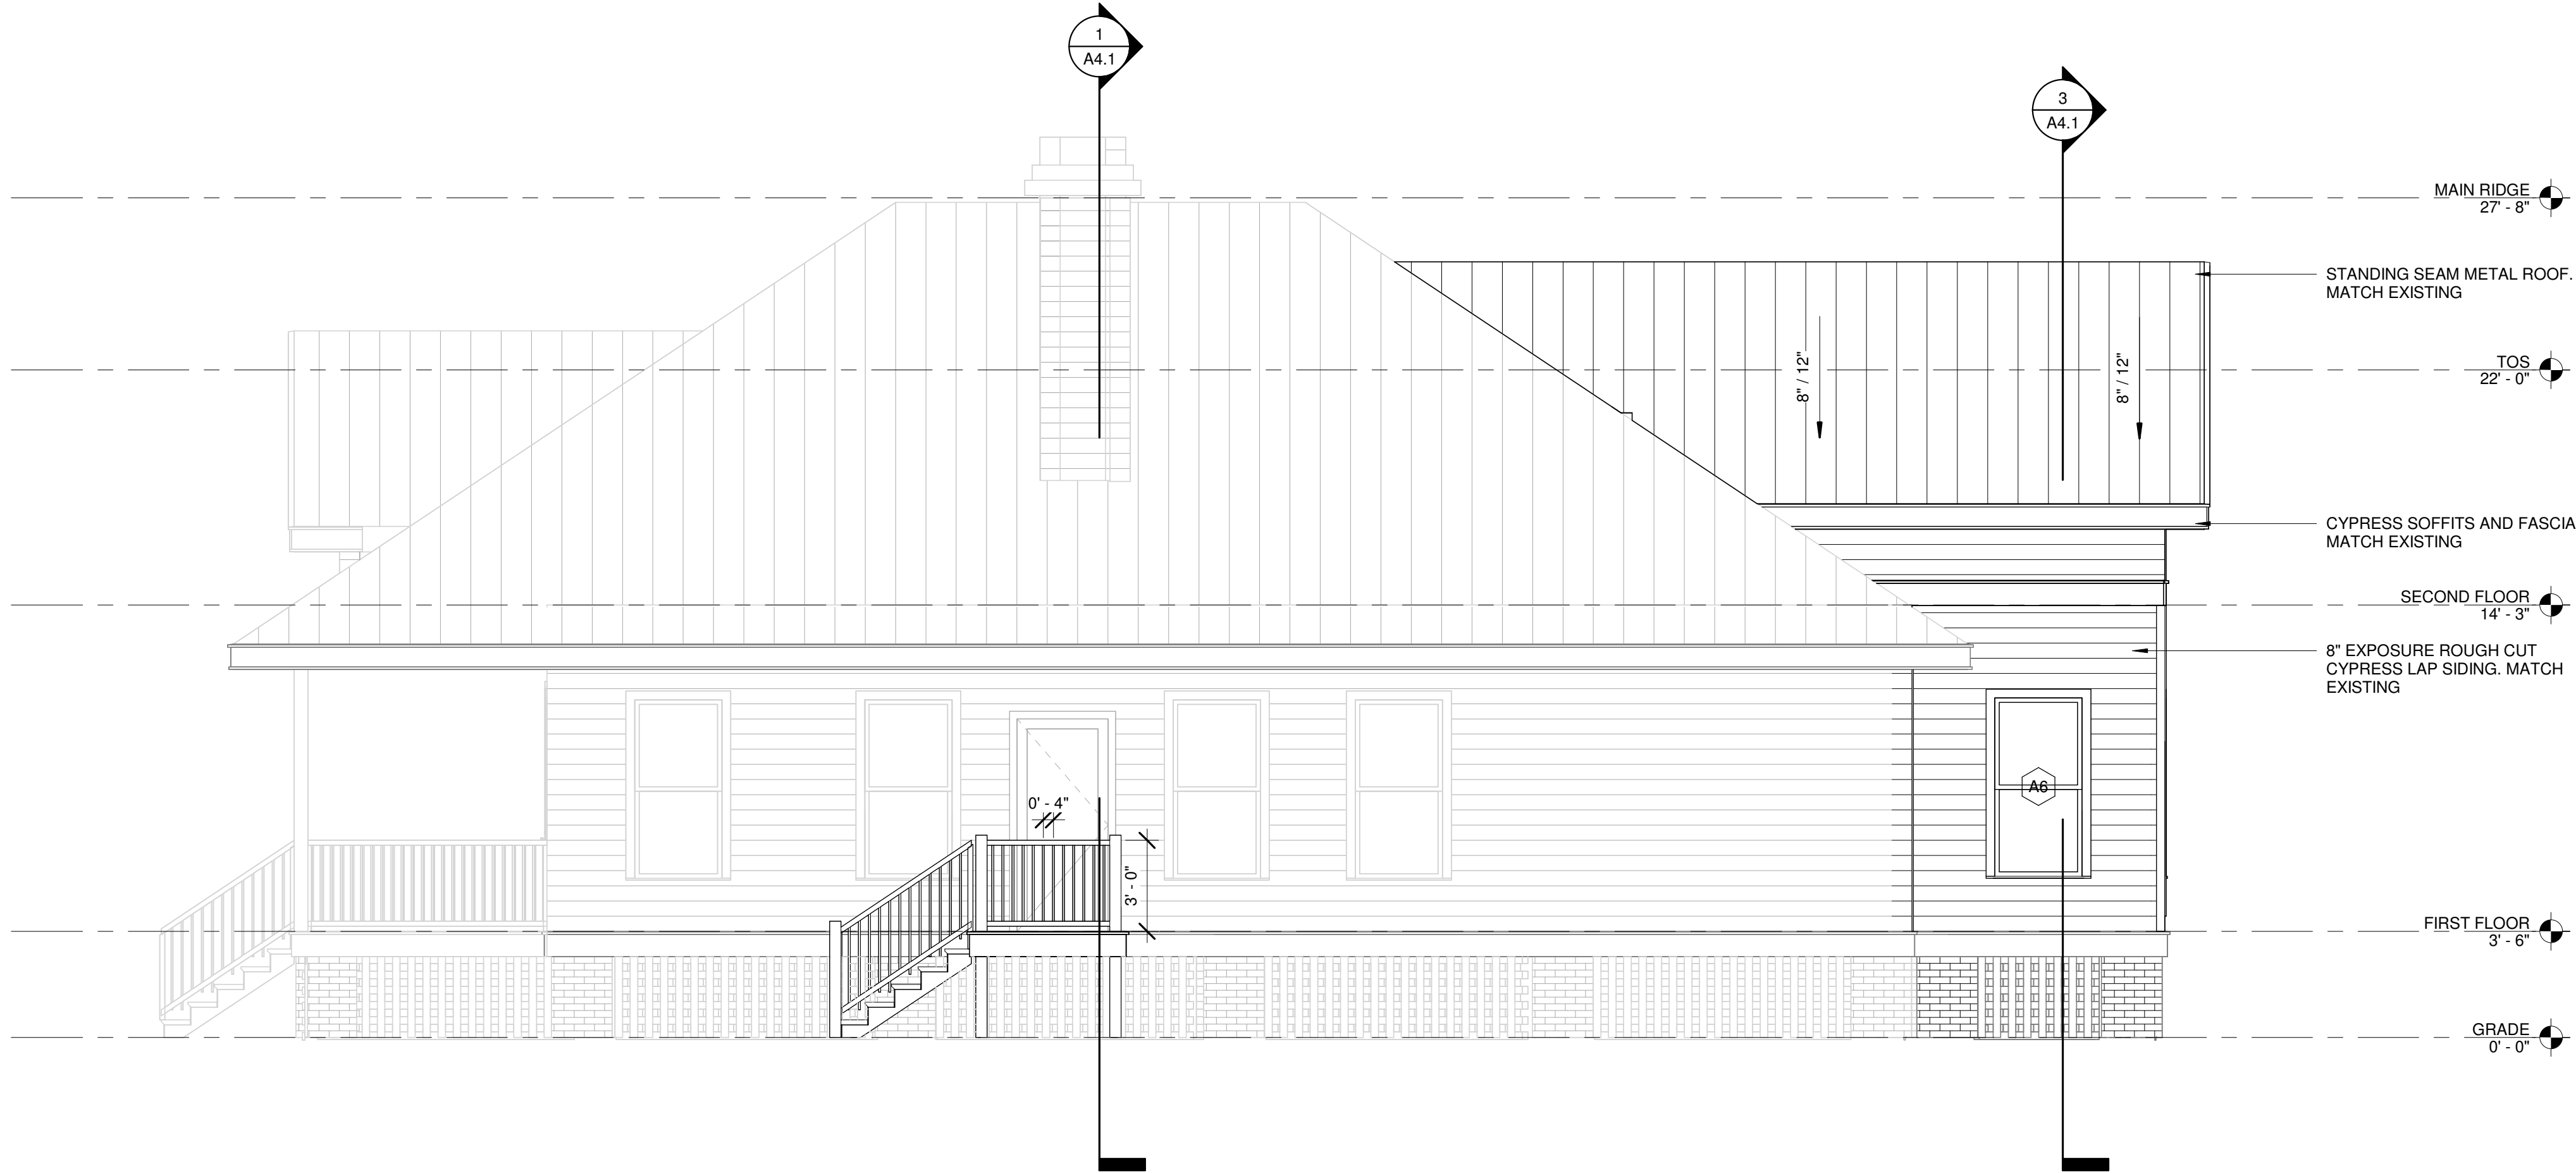 1
A4.1
3
A4.1
MAIN RIDGE
27' - 8"
STANDING SEAM METAL ROOF.
MATCH EXISTING
TOS
22' - 0"
8" / 12"
8" / 12"
CYPRESS SOFFITS AND FASCIA
MATCH EXISTING
SECOND FLOOR
14' - 3"
8" EXPOSURE ROUGH CUT
CYPRESS LAP SIDING. MATCH
EXISTING
A6
0' - 4"
3' - 0"
FIRST FLOOR
3' - 6"
GRADE
0' - 0"